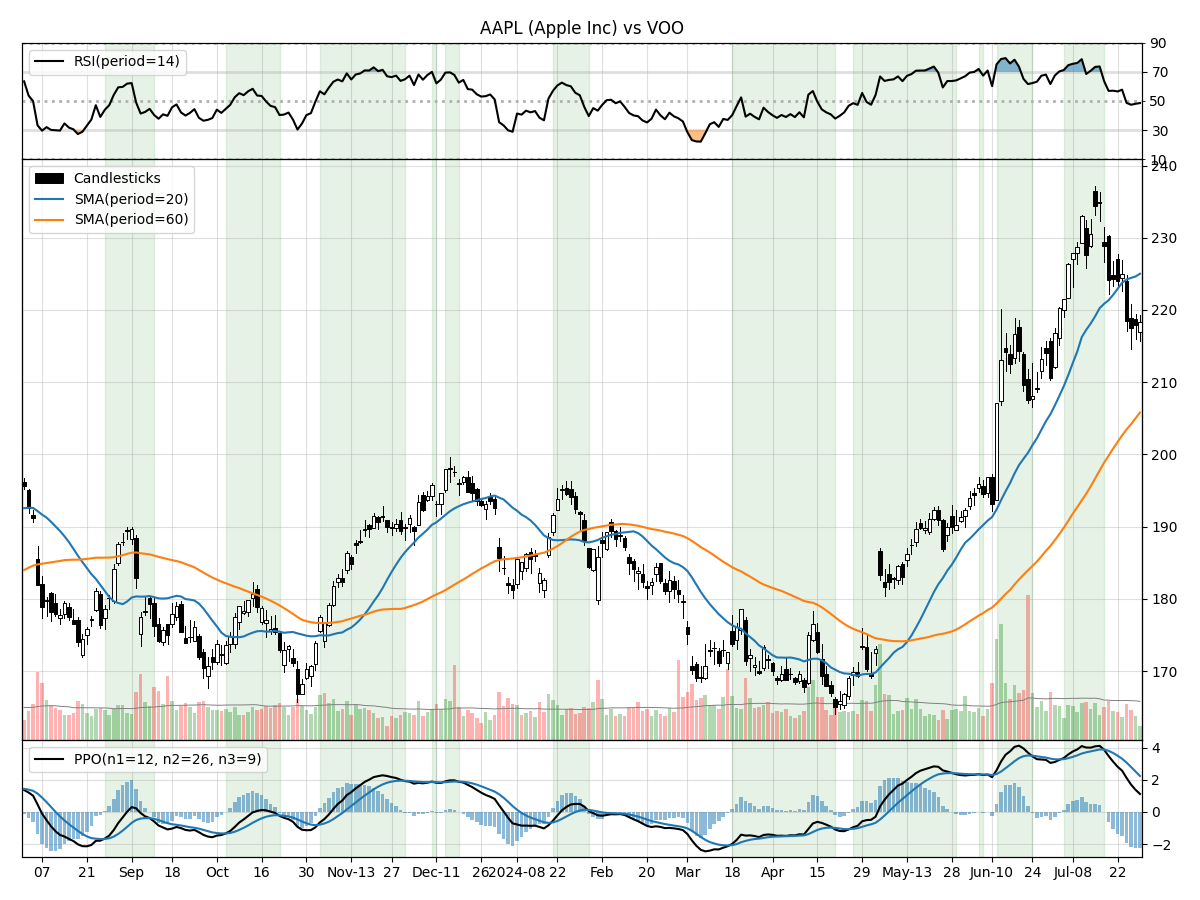 AAPL (Apple Inc) vs VOO
RSI(period=14)
90
70
50
30
10
Candlesticks
SMA(period=20)
SMA(period=60)
240
230
220
210
200
190
180
170
PPO(n1=12, n2=26, n3=9)
4
2
0
−2
07 21 Sep 18 Oct 16 30 Nov-13 27 Dec-11 26 2024-08 22 Feb 20 Mar 18 Apr 15 29 May-13 28 Jun-10 24 Jul-08 22